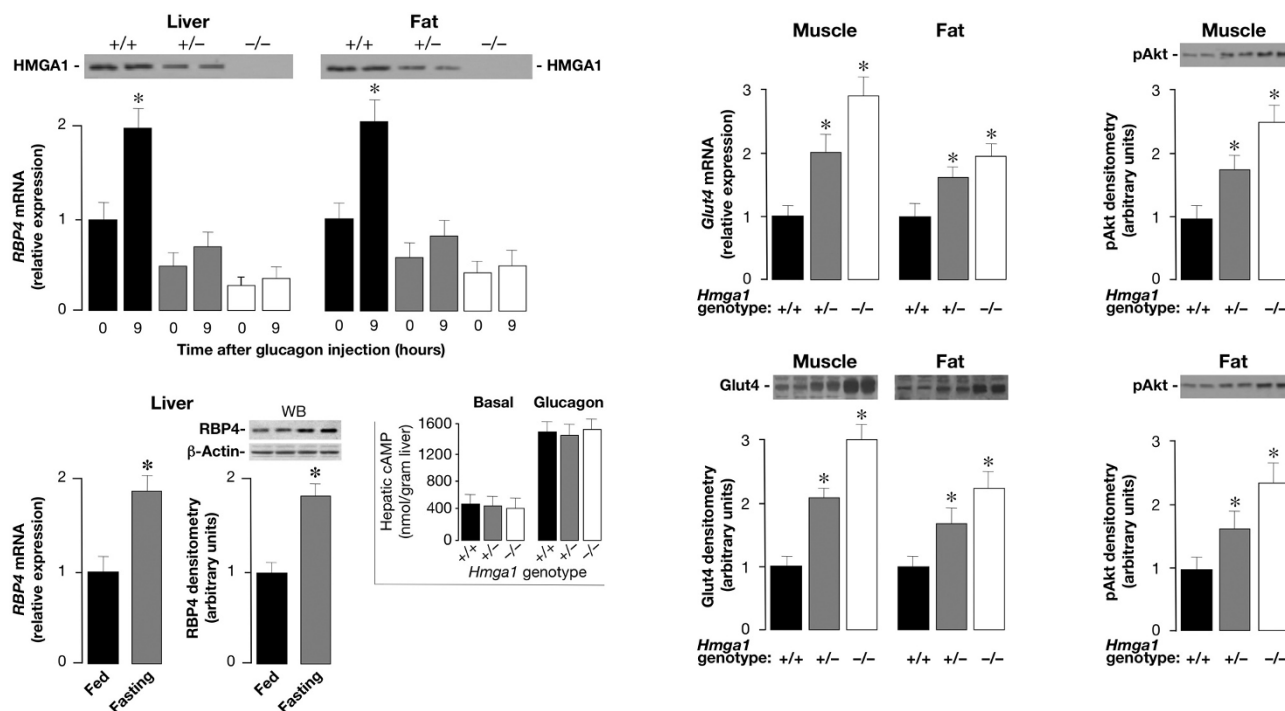 Liver Fat
+/+ +/− −/− +/+ +/− −/−
HMGA1 - - HMGA1
RBP4 mRNA
(relative expression)
2
1
0
* *
0 9 0 9 0 9 0 9 0 9 0 9
Time after glucagon injection (hours)
Liver
WB
RBP4-
β-Actin-
RBP4 mRNA
(relative expression)
2
1
0
*
Fed
Fasting
RBP4 densitometry
(arbitrary units)
2
1
0
*
Fed
Fasting
Basal Glucagon
Hepatic cAMP
(nmol/gram liver)
1600
1200
800
400
0
+/+ +/− −/− +/+ +/− −/−
Hmga1 genotype
Muscle Fat
Glut4 mRNA
(relative expression)
3
2
1
0
* * * *
Hmga1
genotype: +/+ +/− −/− +/+ +/− −/−
Muscle Fat
Glut4 -
Glut4 densitometry
(arbitrary units)
3
2
1
0
* * * *
Hmga1
genotype: +/+ +/− −/− +/+ +/− −/−
Muscle
pAkt -
pAkt densitometry
(arbitrary units)
3
2
1
0
* *
Hmga1
genotype: +/+ +/− −/−
Fat
pAkt -
pAkt densitometry
(arbitrary units)
3
2
1
0
* *
Hmga1
genotype: +/+ +/− −/−